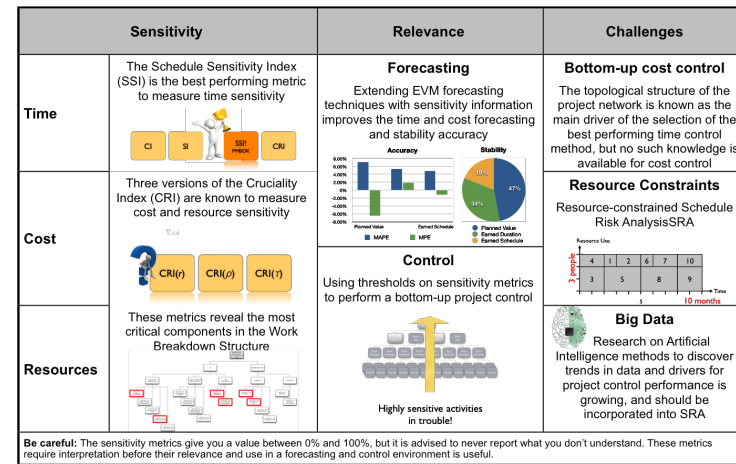 Sensitivity
Relevance
Challenges
Time
The Schedule Sensitivity Index
(SSI) is the best performing metric
to measure time sensitivity
CI
SI
SSI!
PMBOK
CRI
Forecasting
Extending EVM forecasting
techniques with sensitivity information
improves the time and cost forecasting
and stability accuracy
Accuracy
8.00%
6.00%
4.00%
2.00%
0%
-2.00%
-4.00%
-6.00%
-8.00%
Planned Value
Earned Schedule
MAPE
MPE
Stability
19%
47%
34%
Planned Value
Earned Duration
Earned Schedule
Bottom-up cost control
The topological structure of the
project network is known as the
main driver of the selection of the
best performing time control
method, but no such knowledge is
available for cost control
Cost
Three versions of the Cruciality
Index (CRI) are known to measure
cost and resource sensitivity
CRI(r)
CRI(ρ)
CRI(τ)
Control
Using thresholds on sensitivity metrics
to perform a bottom-up project control
Highly sensitive activities
in trouble!
Resource Constraints
Resource-constrained Schedule
Risk AnalysisSRA
Resource Use
3 people
4 1 2 6 7 10
3 5 8 9
Time
5
10 months
Resources
These metrics reveal the most
critical components in the Work
Breakdown Structure
Big Data
Research on Artificial
Intelligence methods to discover
trends in data and drivers for
project control performance is
growing, and should be
incorporated into SRA
Be careful: The sensitivity metrics give you a value between 0% and 100%, but it is advised to never report what you don't understand. These metrics
require interpretation before their relevance and use in a forecasting and control environment is useful.